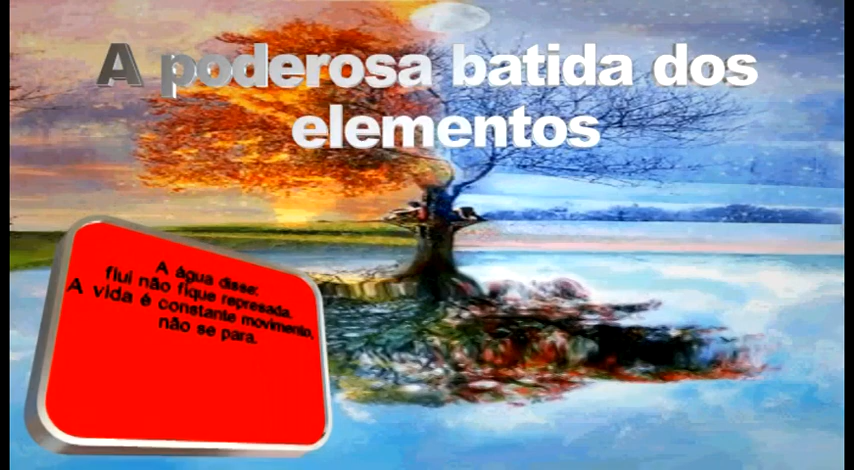 A poderosa batida dos
elementos
A água disse:
flui não fique represada.
A vida é constante movimento,
não se para.